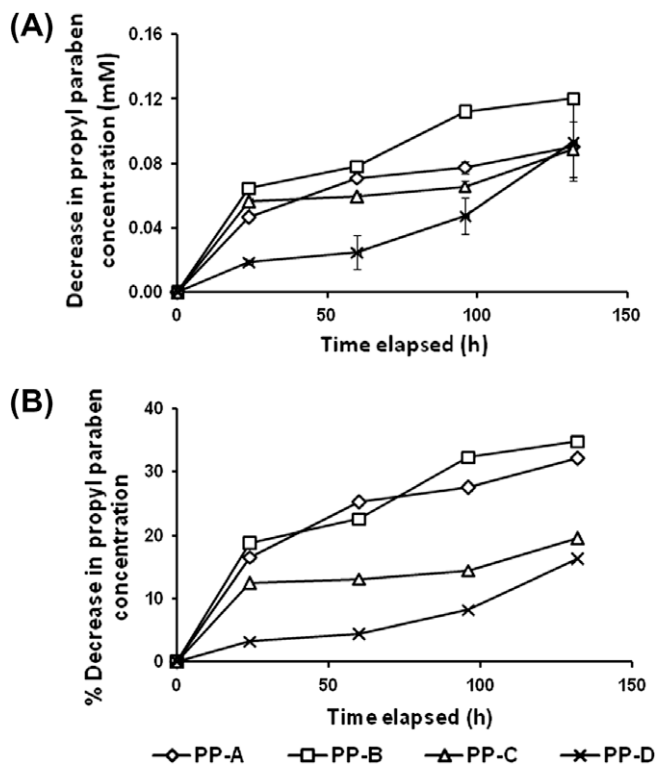 (A)
Decrease in propyl paraben
concentration (mM)
0.16
0.12
0.08
0.04
0.00
0 50 100 150
Time elapsed (h)
(B)
% Decrease in propyl paraben
concentration
40
30
20
10
0
0 50 100 150
Time elapsed (h)
PP-A PP-B PP-C PP-D